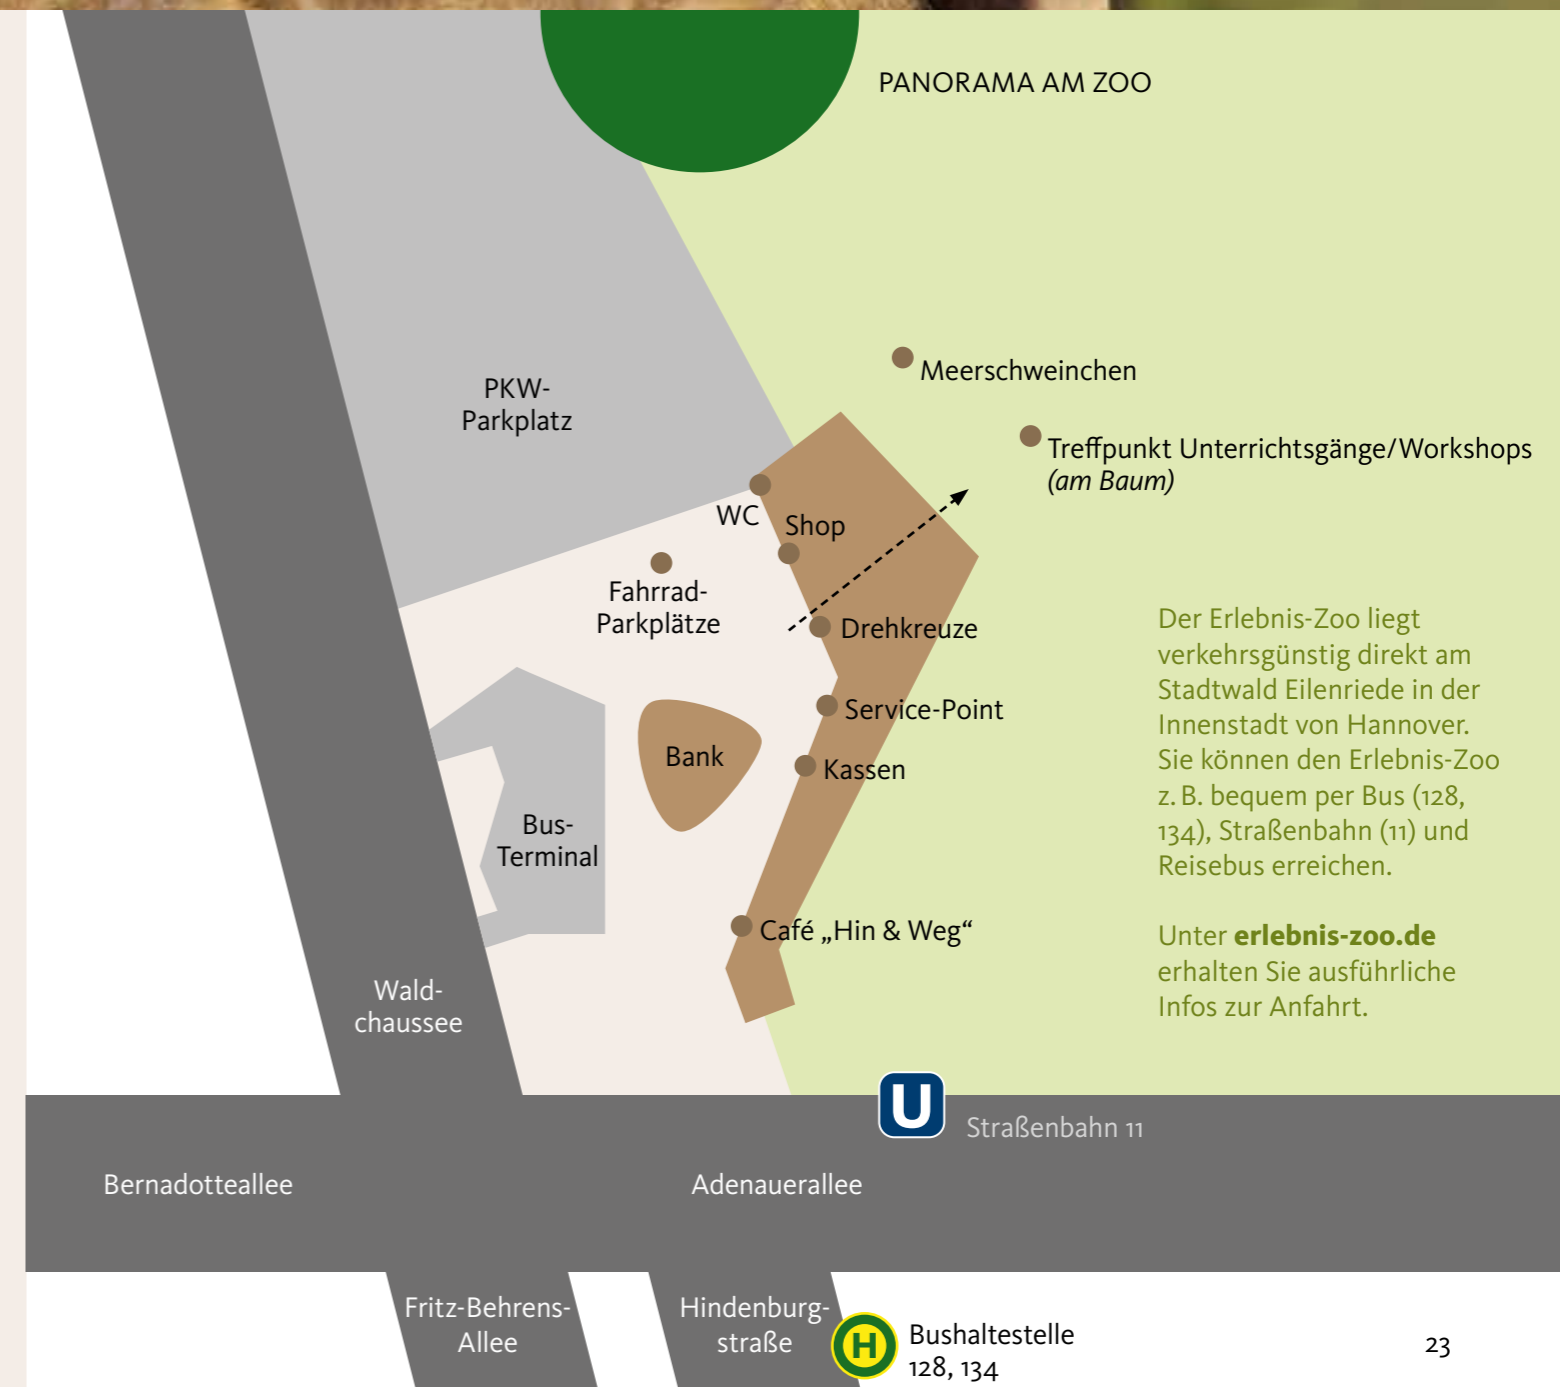 PANORAMA AM ZOO
Meerschweinchen
PKW-
Parkplatz
Treffpunkt Unterrichtsgänge/Workshops
(am Baum)
WC
Shop
Fahrrad-
Parkplätze
Drehkreuze
Service-Point
Bank
Kassen
Bus-
Terminal
Café „Hin & Weg“
Der Erlebnis-Zoo liegt
verkehrsgünstig direkt am
Stadtwald Eilenriede in der
Innenstadt von Hannover.
Sie können den Erlebnis-Zoo
z. B. bequem per Bus (128,
134), Straßenbahn (11) und
Reisebus erreichen.
Unter erlebnis-zoo.de
erhalten Sie ausführliche
Infos zur Anfahrt.
Wald-
chaussee
U
Straßenbahn 11
Bernadotteallee
Adenauerallee
Fritz-Behrens-
Allee
Hindenburg-
straße
H
Bushaltestelle
128, 134
23